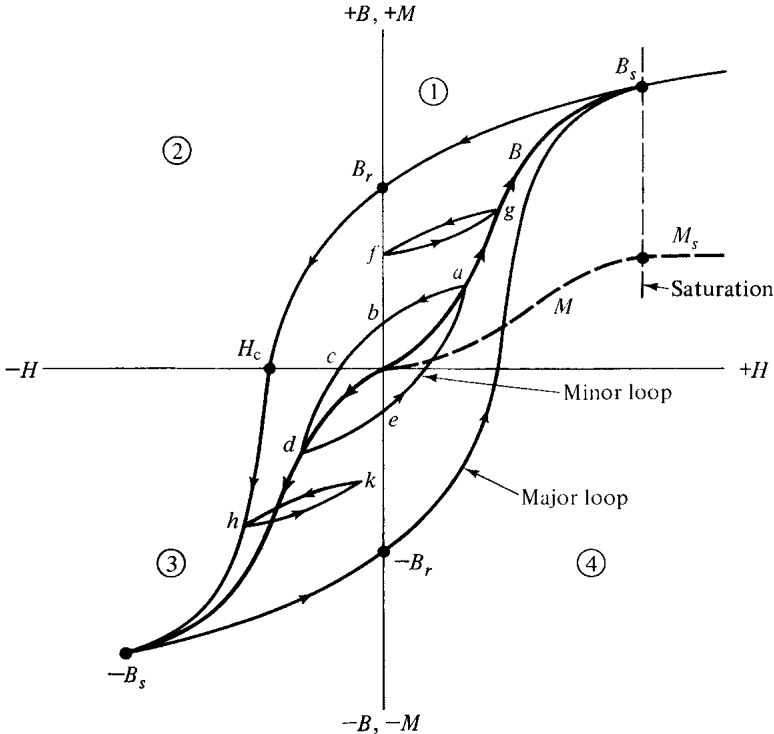 +B, +M
B_s
①
②
B_r
B
g
f
M_s
a
Saturation
b
M
H_c
c
−H
+H
Minor loop
e
d
k
Major loop
h
−B_r
③
④
−B_s
−B, −M